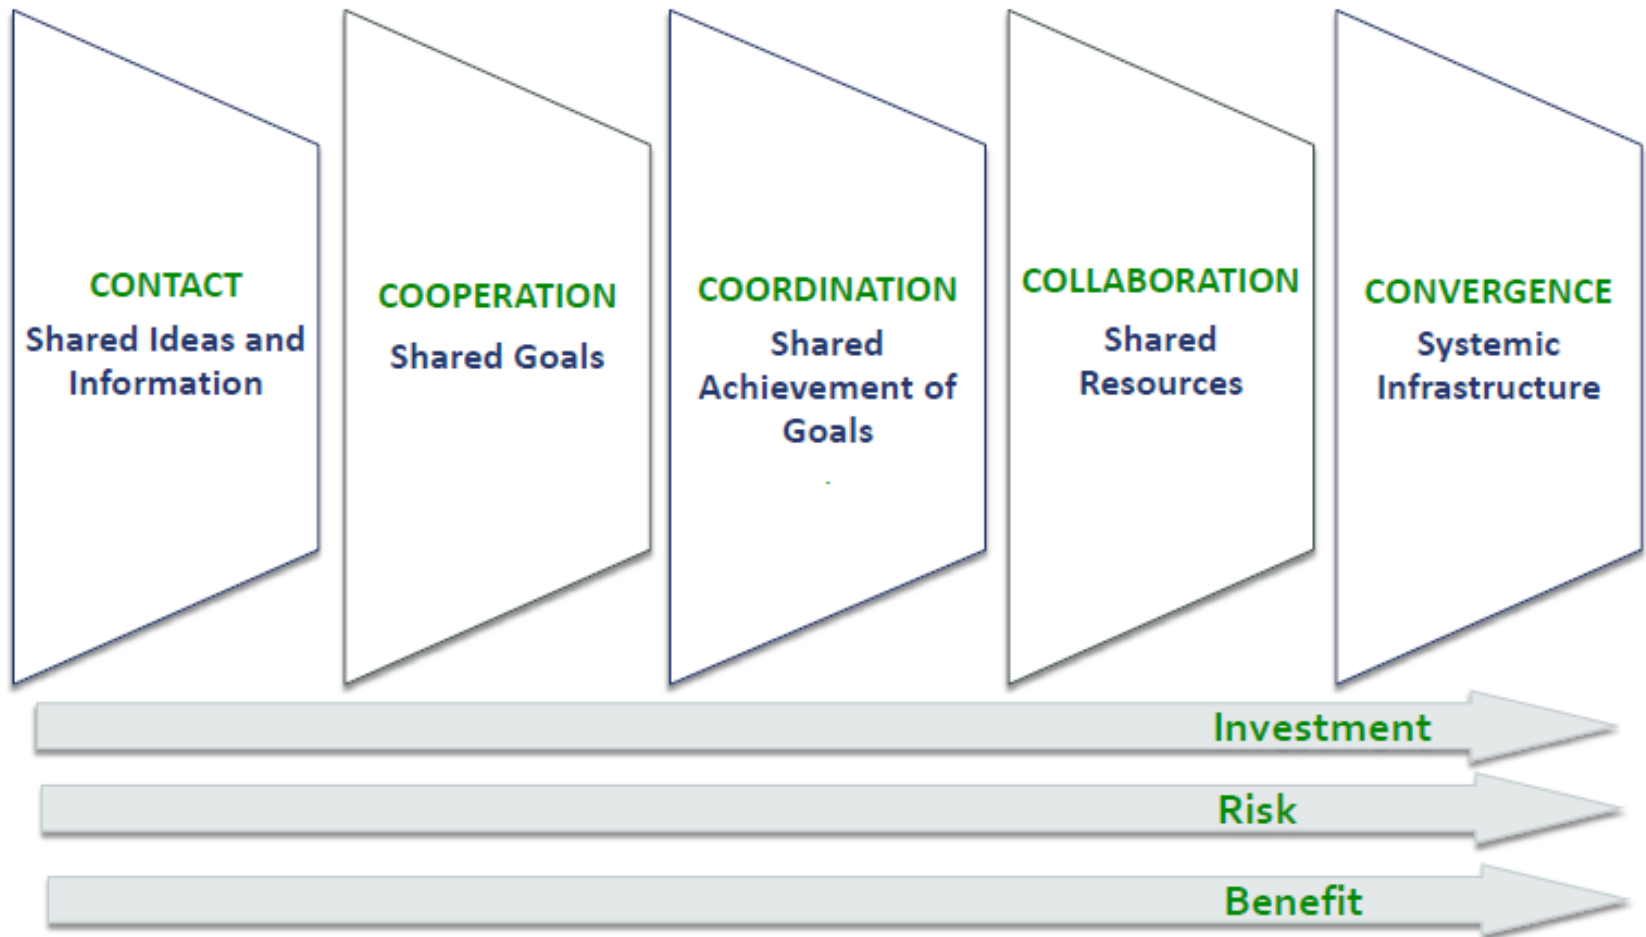 CONTACT
Shared Ideas and
Information
COOPERATION
Shared Goals
COORDINATION
Shared
Achievement of
Goals
.
COLLABORATION
Shared
Resources
CONVERGENCE
Systemic
Infrastructure
Investment
Risk
Benefit